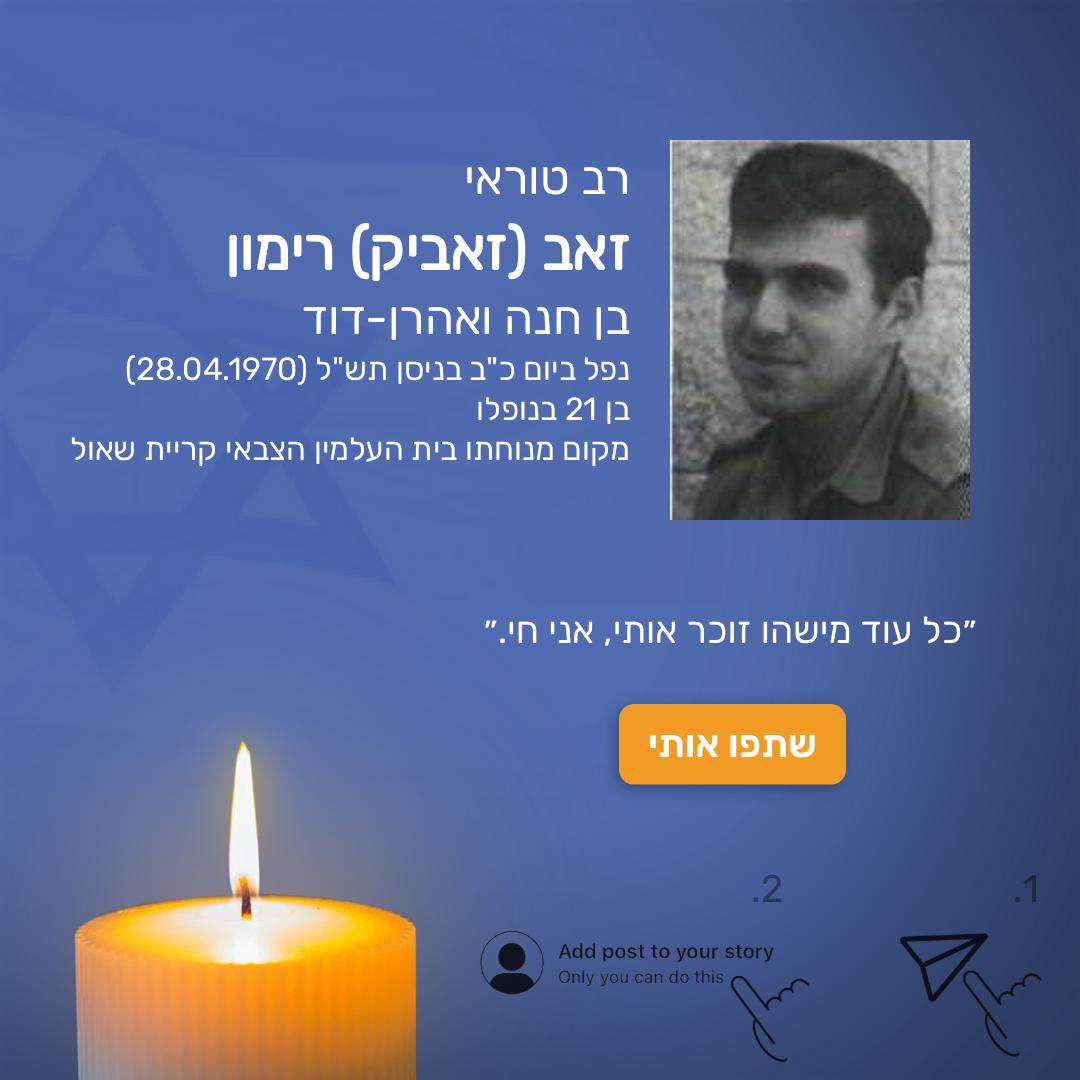 רב טוראי
זאב (זאביק) רימון
בן חנה ואהרן-דוד
נפל ביום כ"ב בניסן תש"ל (28.04.1970)
בן 21 בנופלו
מקום מנוחתו בית העלמין הצבאי קריית שאול
״כל עוד מישהו זוכר אותי, אני חי.״
שתפו אותי
1.
2.
Add post to your story
Only you can do this